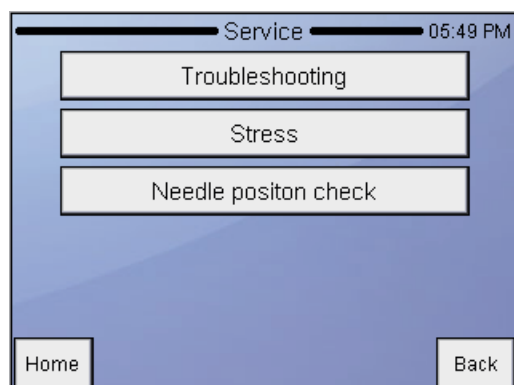 Service 05:49 PM
Troubleshooting
Stress
Needle positon check
Home Back